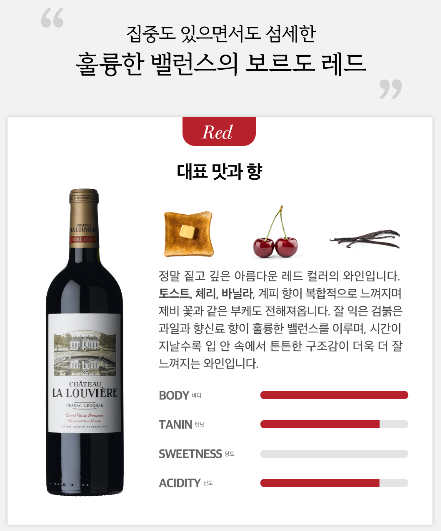 집중도 있으면서도 섬세한
훌륭한 밸런스의 보르도 레드
Red
대표 맛과 향
정말 짙고 깊은 아름다운 레드 컬러의 와인입니다.
토스트, 체리, 바닐라, 계피 향이 복합적으로 느껴지며
제비 꽃과 같은 부케도 전해져옵니다. 잘 익은 검붉은
과일과 향신료 향이 훌륭한 밸런스를 이루며, 시간이
지날수록 입 안 속에서 튼튼한 구조감이 더욱 더 잘
느껴지는 와인입니다.
CHÂTEAU
LA LOUVIÈRE
PESSAC-LÉOGNAN
BODY 바디
TANIN 탄닌
SWEETNESS 당도
ACIDITY 산도